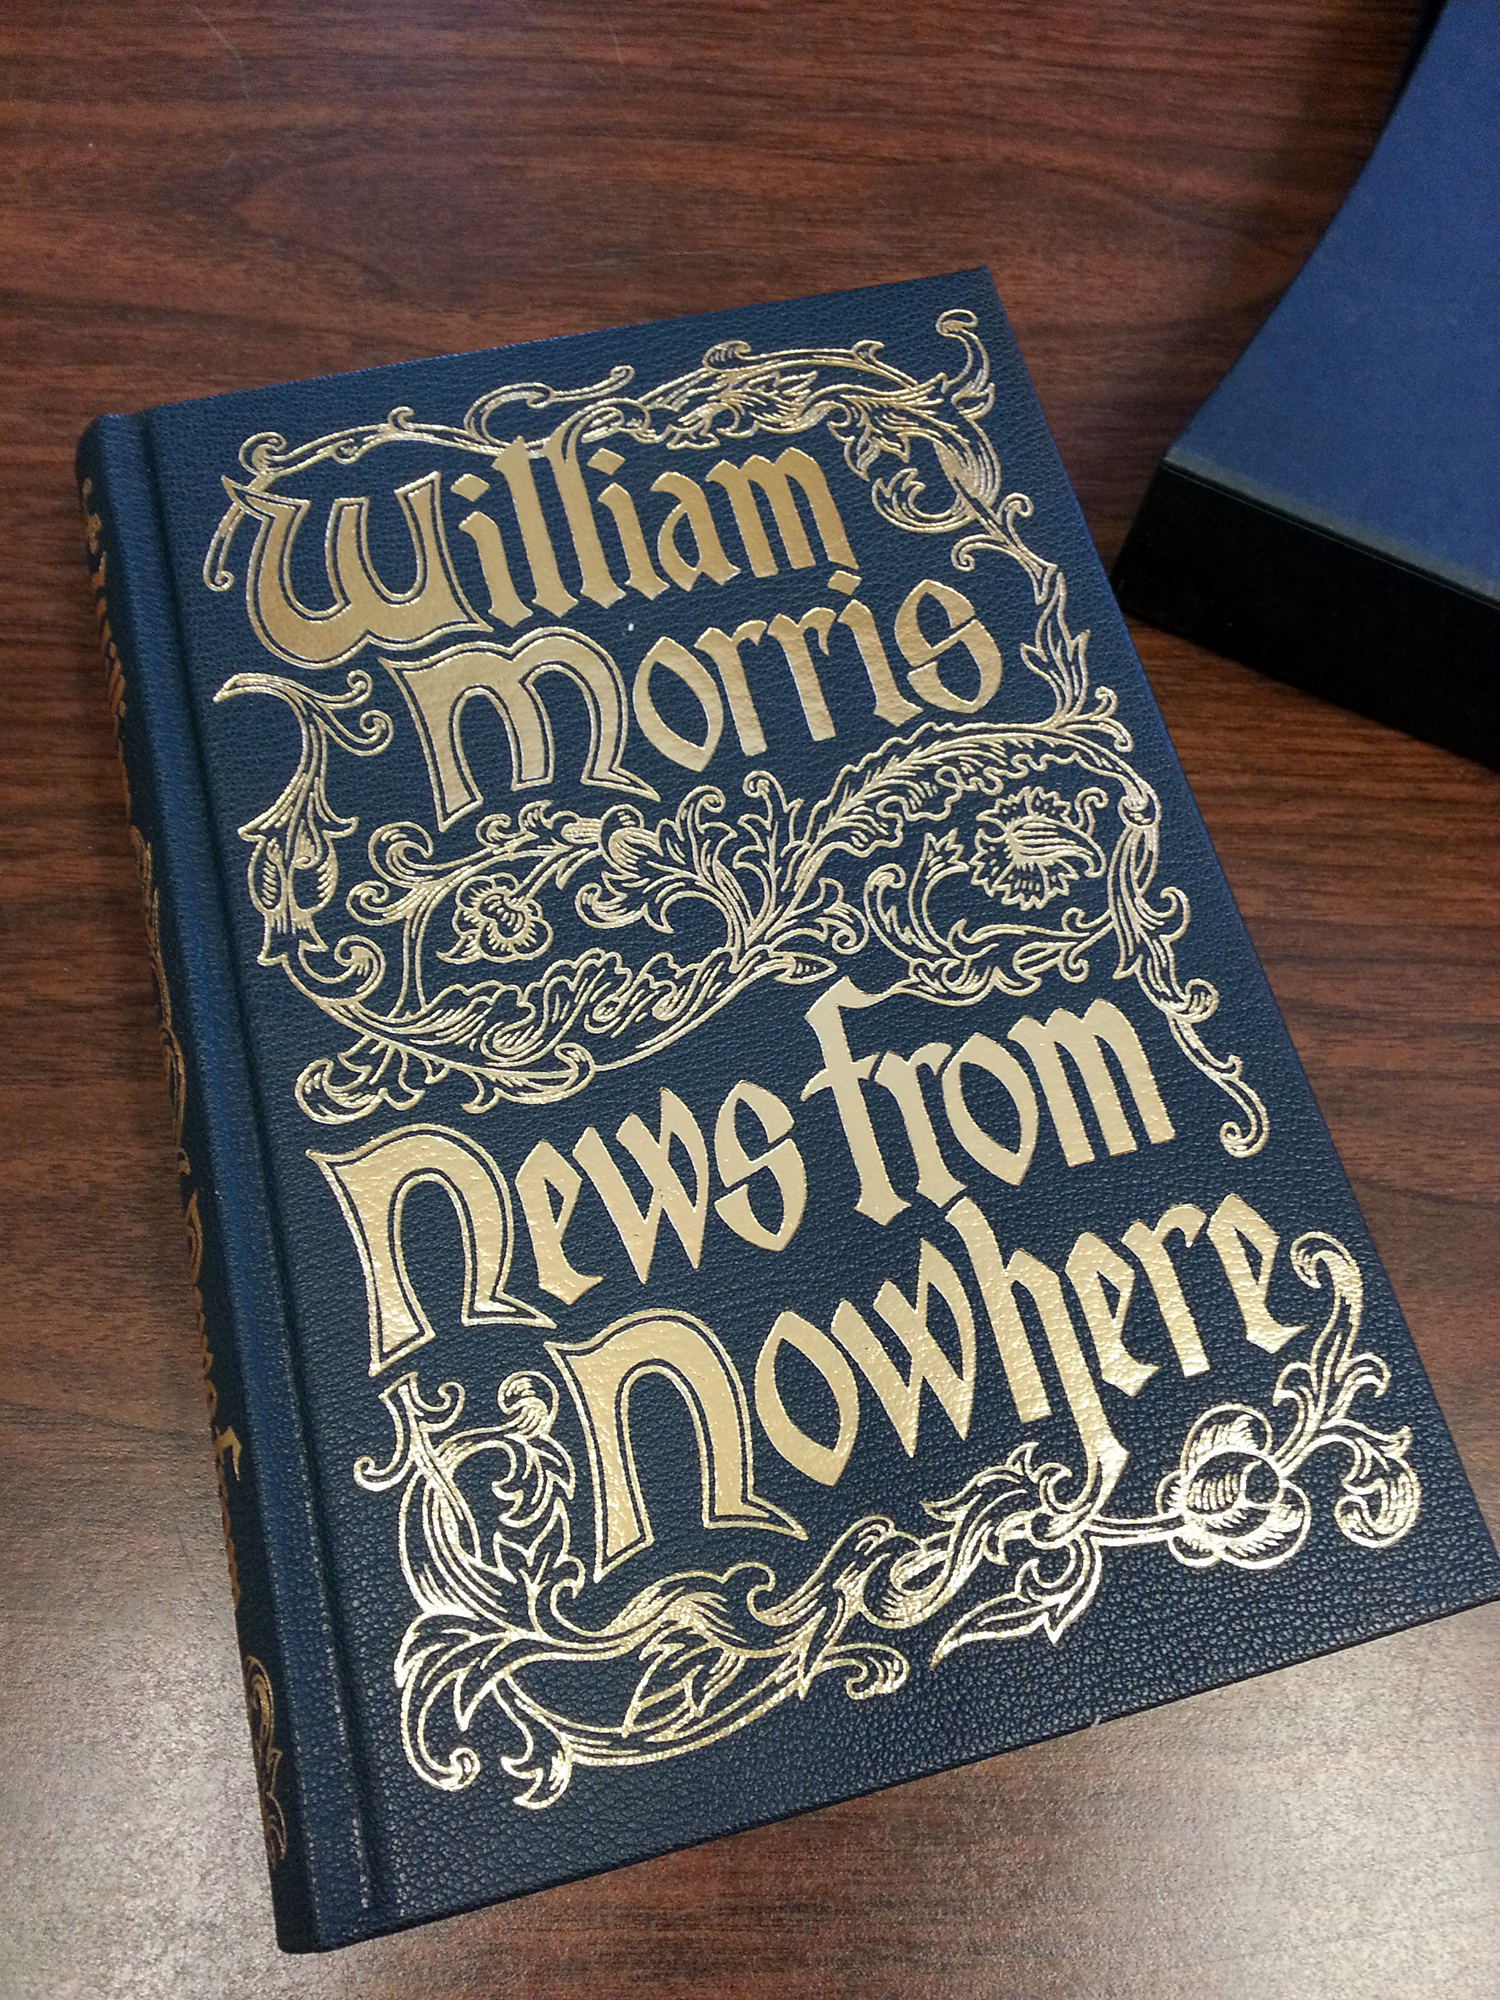 William
Morris
News from
Nowhere